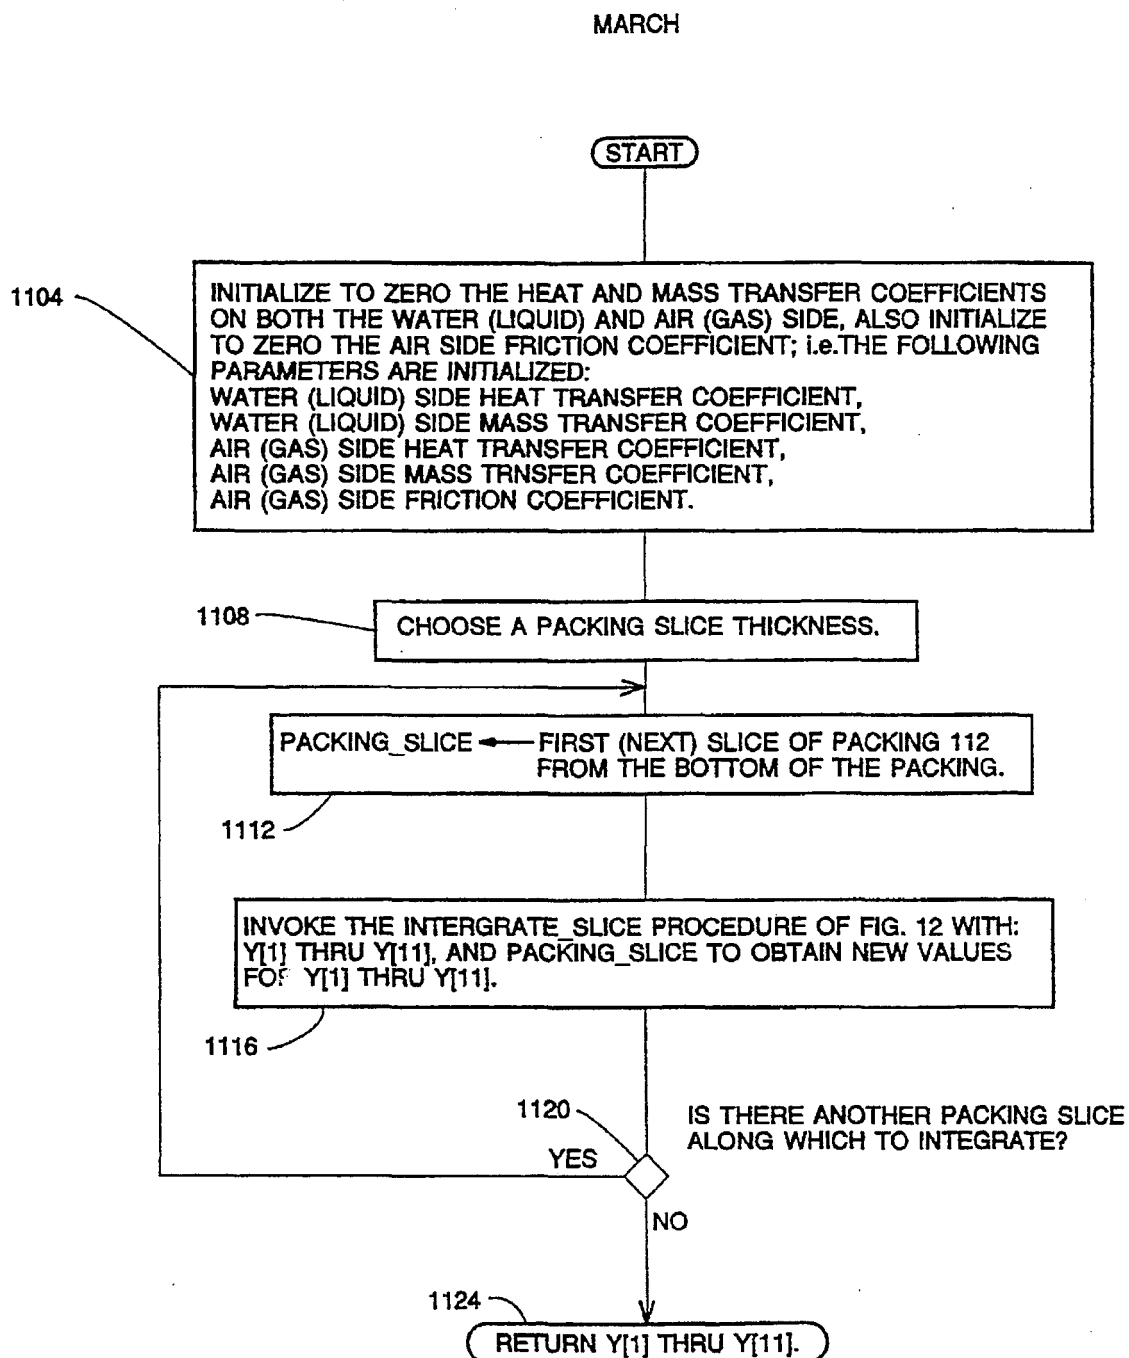 MARCH
START
1104
INITIALIZE TO ZERO THE HEAT AND MASS TRANSFER COEFFICIENTS
ON BOTH THE WATER (LIQUID) AND AIR (GAS) SIDE, ALSO INITIALIZE
TO ZERO THE AIR SIDE FRICTION COEFFICIENT; i.e.THE FOLLOWING
PARAMETERS ARE INITIALIZED:
WATER (LIQUID) SIDE HEAT TRANSFER COEFFICIENT,
WATER (LIQUID) SIDE MASS TRANSFER COEFFICIENT,
AIR (GAS) SIDE HEAT TRANSFER COEFFICIENT,
AIR (GAS) SIDE MASS TRNSFER COEFFICIENT,
AIR (GAS) SIDE FRICTION COEFFICIENT.
1108
CHOOSE A PACKING SLICE THICKNESS.
PACKING_SLICE ← FIRST (NEXT) SLICE OF PACKING 112
FROM THE BOTTOM OF THE PACKING.
1112
INVOKE THE INTERGRATE_SLICE PROCEDURE OF FIG. 12 WITH:
Y[1] THRU Y[11], AND PACKING_SLICE TO OBTAIN NEW VALUES
FOR Y[1] THRU Y[11].
1116
1120
IS THERE ANOTHER PACKING SLICE
ALONG WHICH TO INTEGRATE?
YES
NO
1124
RETURN Y[1] THRU Y[11].